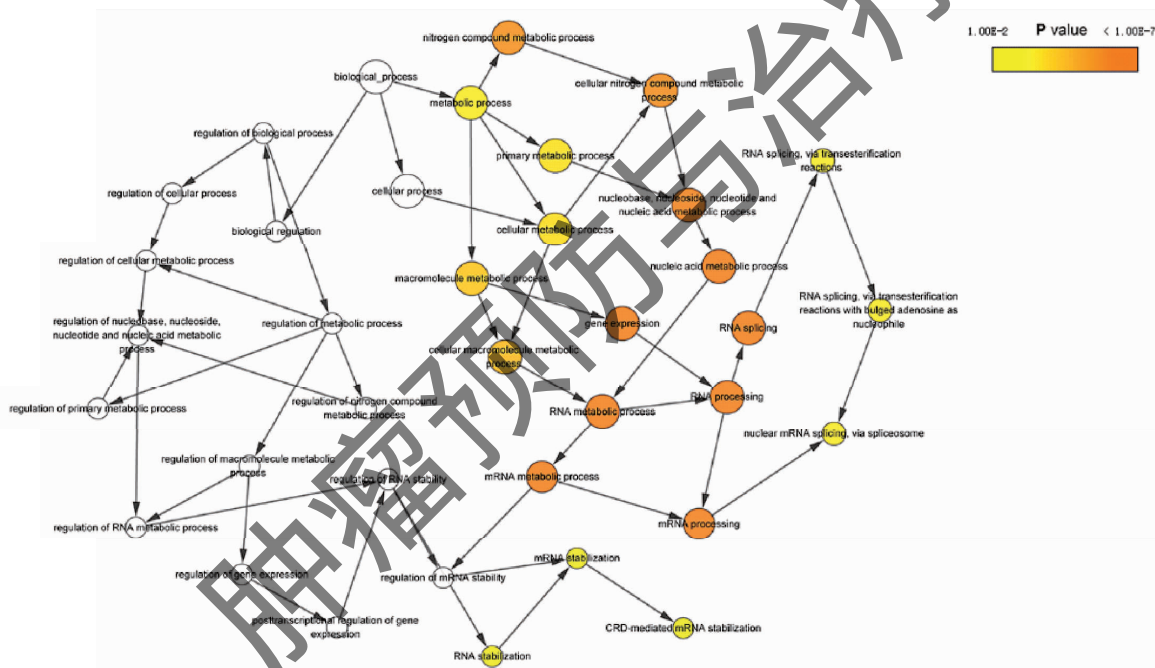 1.00E-2 P value < 1.00E-7
nitrogen compound metabolic process
biological_process
cellular nitrogen compound metabolic
process
metabolic process
regulation of biological process
primary metabolic process
RNA splicing, via transesterification
reactions
regulation of cellular process
cellular process
nucleobase, nucleoside, nucleotide and
nucleic acid metabolic process
biological regulation
cellular metabolic process
regulation of cellular metabolic process
nucleic acid metabolic process
macromolecule metabolic process
RNA splicing, via transesterification
reactions with bulged adenosine as
nucleophile
regulation of nucleobase, nucleoside,
nucleotide and nucleic acid metabolic
process
regulation of metabolic process
gene expression
RNA splicing
cellular macromolecule metabolic
process
regulation of primary metabolic process
regulation of nitrogen compound
metabolic process
RNA metabolic process
RNA processing
nuclear mRNA splicing, via spliceosome
regulation of macromolecule metabolic
process
regulation of RNA stability
mRNA metabolic process
regulation of RNA metabolic process
mRNA processing
mRNA stabilization
regulation of gene expression
regulation of mRNA stability
posttranscriptional regulation of gene
expression
CRD-mediated mRNA stabilization
RNA stabilization
肿瘤预防与治疗